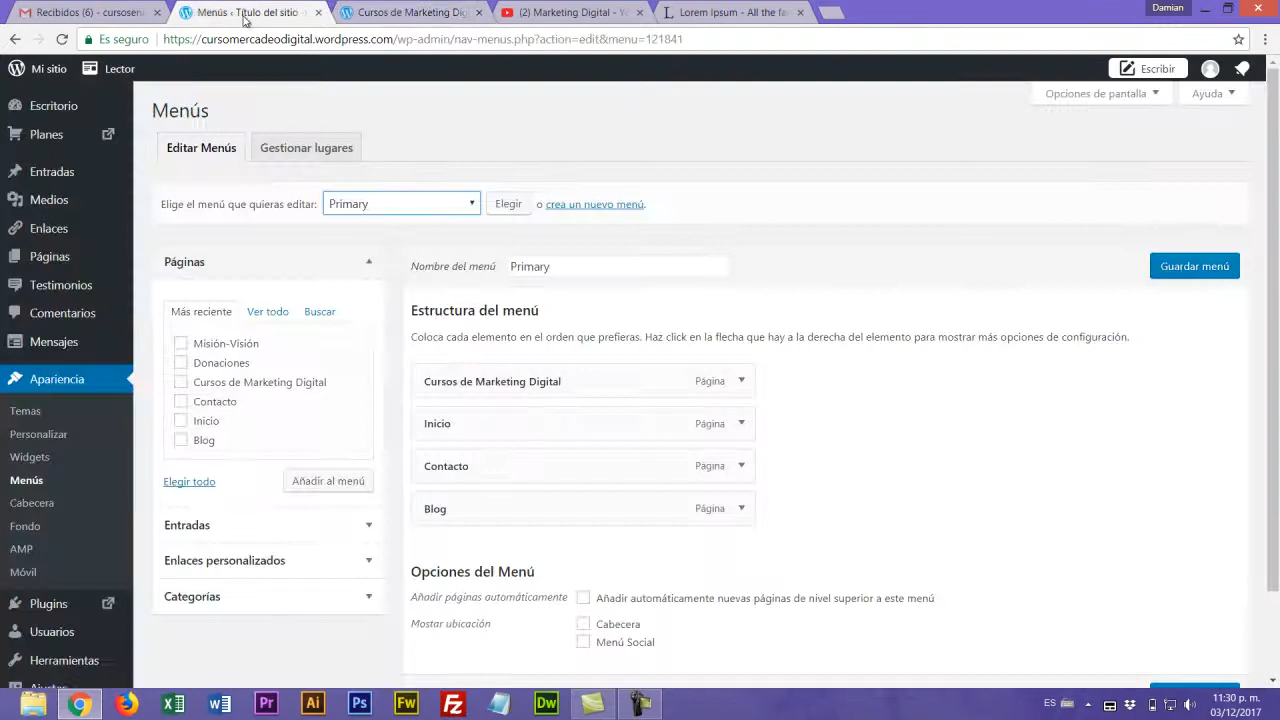 Recibidos (6) - cursosen
Menús ‹ Título del sitio
Cursos de Marketing Digi
(2) Marketing Digital - Y
Lorem Ipsum - All the fa
Damian
Es seguro
https://cursomercadeodigital.wordpress.com/wp-admin/nav-menus.php?action=edit&menu=121841
Mi sitio
Lector
Escribir
Opciones de pantalla
Ayuda
Menús
Editar Menús
Gestionar lugares
Elige el menú que quieras editar:
Primary
Elegir
o crea un nuevo menú.
Escritorio
Planes
Entradas
Medios
Enlaces
Páginas
Testimonios
Comentarios
Mensajes
Apariencia
Temas
Personalizar
Widgets
Menús
Cabecera
Fondo
AMP
Móvil
Plugins
Usuarios
Herramientas
Páginas
Más reciente
Ver todo
Buscar
Misión-Visión
Donaciones
Cursos de Marketing Digital
Contacto
Inicio
Blog
Elegir todo
Añadir al menú
Entradas
Enlaces personalizados
Categorías
Nombre del menú
Primary
Guardar menú
Estructura del menú
Coloca cada elemento en el orden que prefieras. Haz click en la flecha que hay a la derecha del elemento para mostrar más opciones de configuración.
Cursos de Marketing Digital
Página
Inicio
Página
Contacto
Página
Blog
Página
Opciones del Menú
Añadir páginas automáticamente
Añadir automáticamente nuevas páginas de nivel superior a este menú
Mostar ubicación
Cabecera
Menú Social
Pr
Ai
Ps
Fw
Fz
Dw
ES
11:30 p. m.
03/12/2017